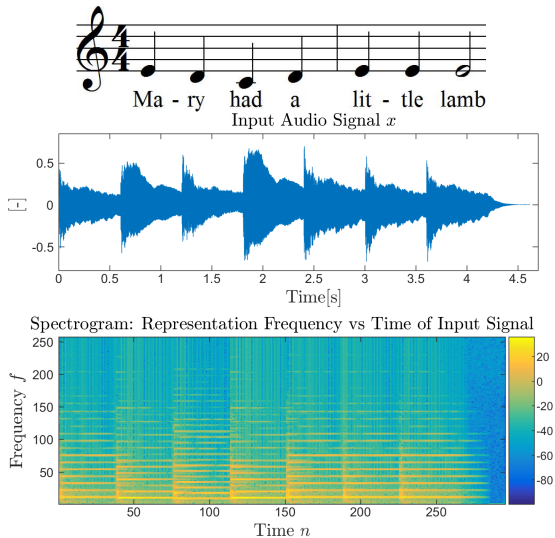 4
4
Ma - ry had a lit - tle lamb
Input Audio Signal x
0.5
0
-0.5
[-]
0 0.5 1 1.5 2 2.5 3 3.5 4 4.5
Time[s]
Spectrogram: Representation Frequency vs Time of Input Signal
250
200
150
100
50
Frequency f
50 100 150 200 250
Time n
20
0
-20
-40
-60
-80